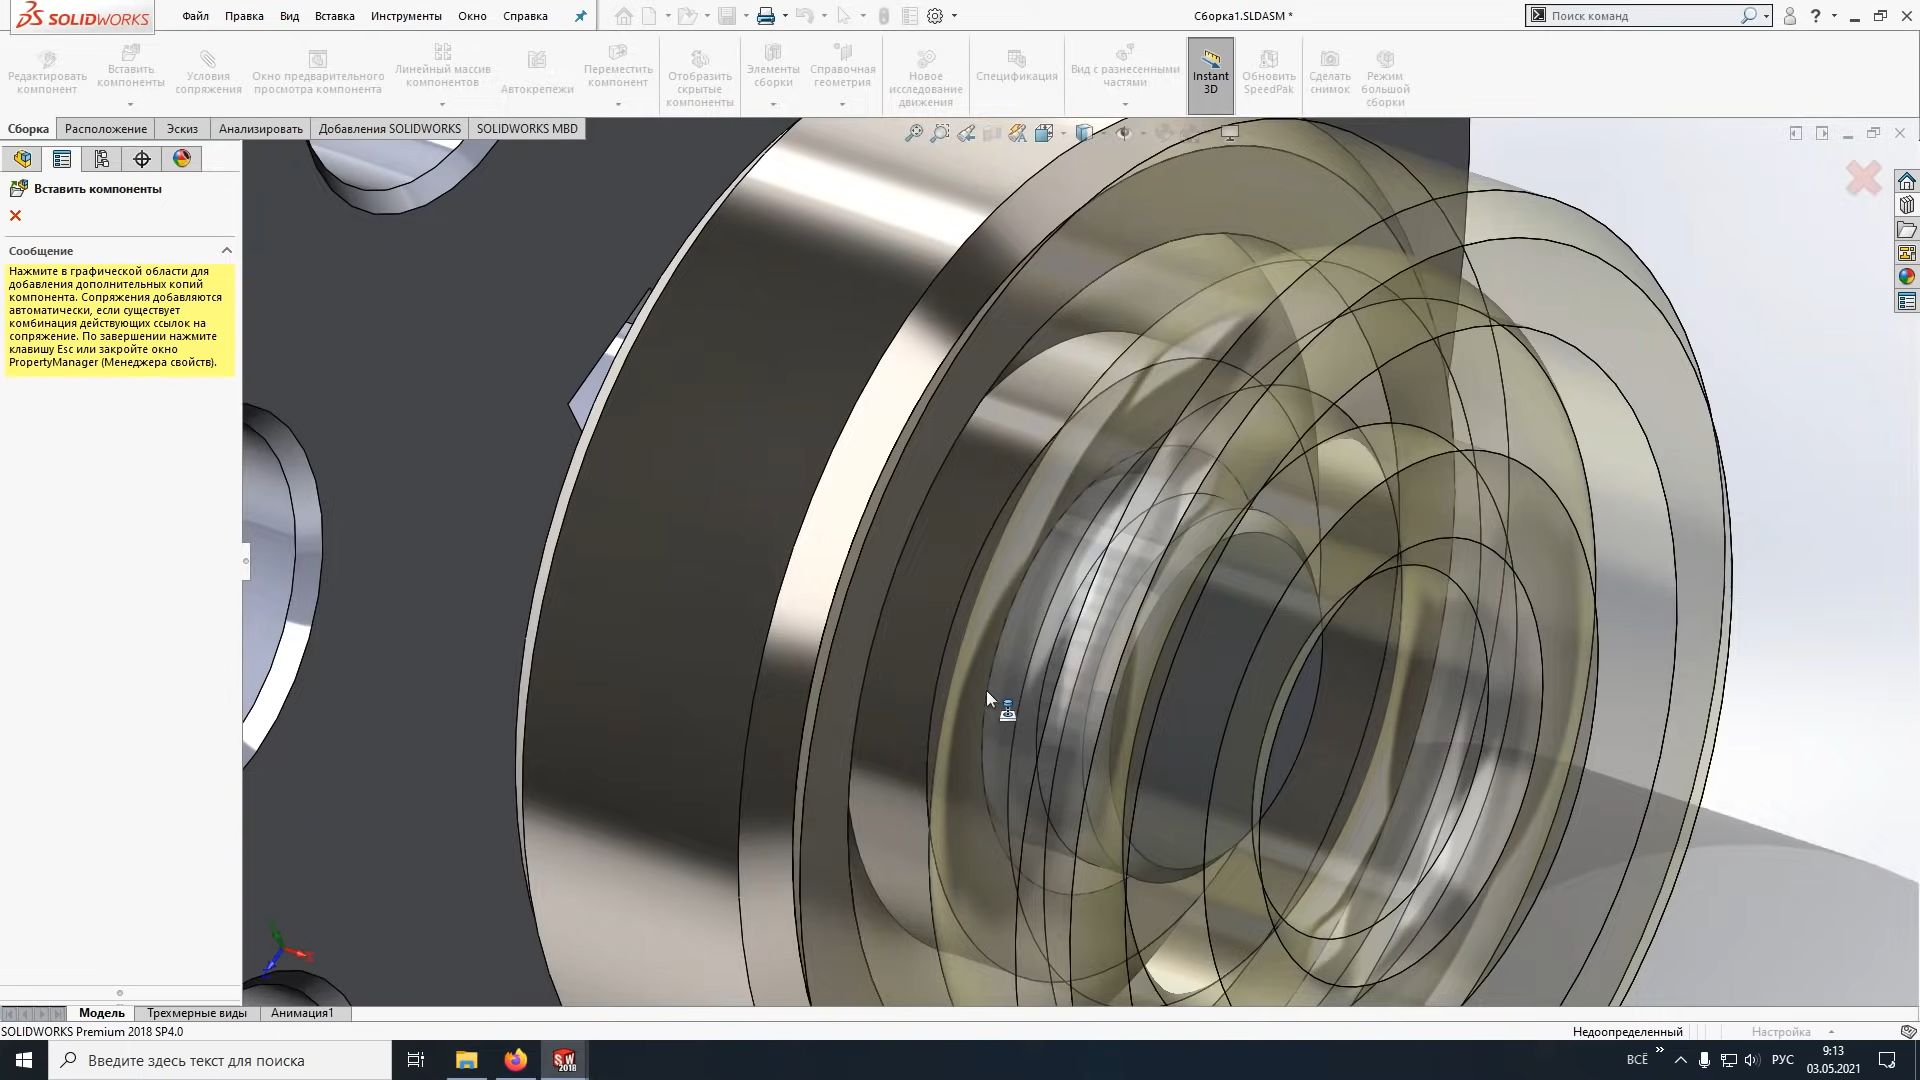 SOLIDWORKS
Файл Правка Вид Вставка Инструменты Окно Справка
Сборка1.SLDASM *
Поиск команд
Редактировать компонент
Вставить компоненты
Условия сопряжения
Окно предварительного просмотра компонента
Линейный массив компонентов
Автокрепежи
Переместить компонент
Отобразить скрытые компоненты
Элементы сборки
Справочная геометрия
Новое исследование движения
Спецификация
Вид с разнесенными частями
Instant 3D
Обновить SpeedPak
Сделать снимок
Режим большой сборки
Сборка Расположение Эскиз Анализировать Добавления SOLIDWORKS SOLIDWORKS MBD
Вставить компоненты
Сообщение
Нажмите в графической области для
добавления дополнительных копий
компонента. Сопряжения добавляются
автоматически, если существует
комбинация действующих ссылок на
сопряжение. По завершении нажмите
клавишу Esc или закройте окно
PropertyManager (Менеджера свойств).
Модель Трехмерные виды Анимация1
SOLIDWORKS Premium 2018 SP4.0
Недоопределенный
Настройка
Введите здесь текст для поиска
SW 2018
ВСЁ
РУС
9:13
03.05.2021